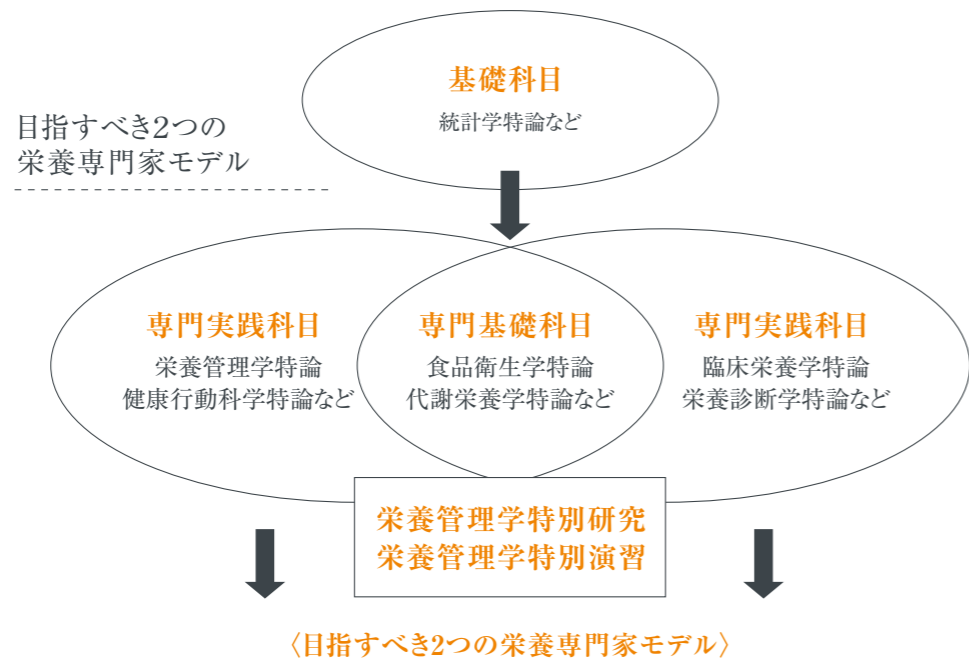 基礎科目
統計学特論など
目指すべき2つの
栄養専門家モデル
専門実践科目
栄養管理学特論
健康行動科学特論など
専門基礎科目
食品衛生学特論
代謝栄養学特論など
専門実践科目
臨床栄養学特論
栄養診断学特論など
栄養管理学特別研究
栄養管理学特別演習
〈目指すべき2つの栄養専門家モデル〉